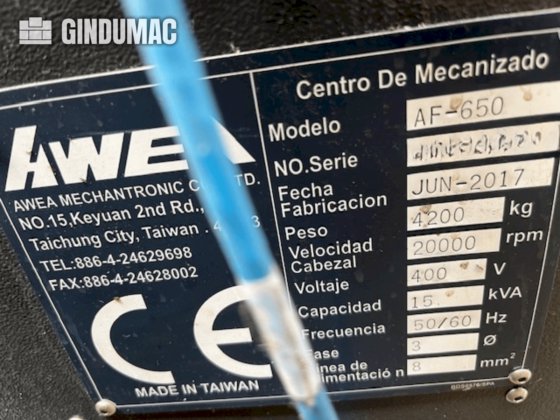 GINDUMAC
AWEA
AWEA MECHANTRONIC CO., LTD.
NO.15,Keyuan 2nd Rd.,
Taichung City, Taiwan
TEL:886-4-24629698
FAX:886-4-24628002
CE
MADE IN TAIWAN
Centro De Mecanizado
Modelo AF-650
NO.Serie
Fecha Fabricacion JUN-2017
Peso 4200 kg
Velocidad Cabezal 20000 rpm
Voltaje 400 V
Capacidad 15 kVA
Frecuencia 50/60 Hz
Fase 3 Ø
8 mm²